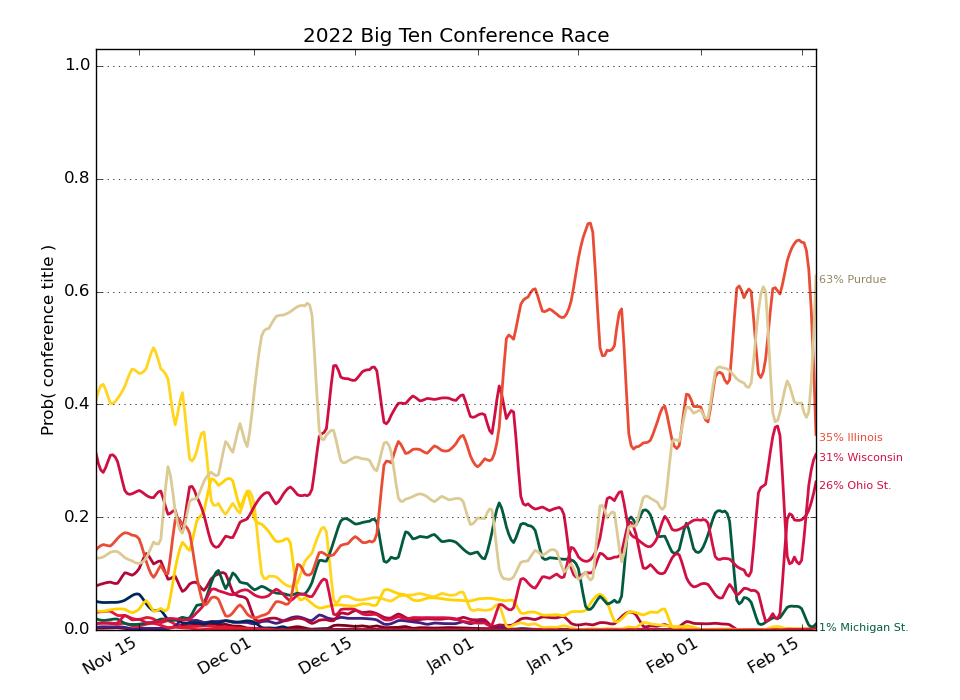 2022 Big Ten Conference Race
Prob( conference title )
1.0
0.8
0.6
0.4
0.2
0.0
63% Purdue
35% Illinois
31% Wisconsin
26% Ohio St.
1% Michigan St.
Nov 15
Dec 01
Dec 15
Jan 01
Jan 15
Feb 01
Feb 15